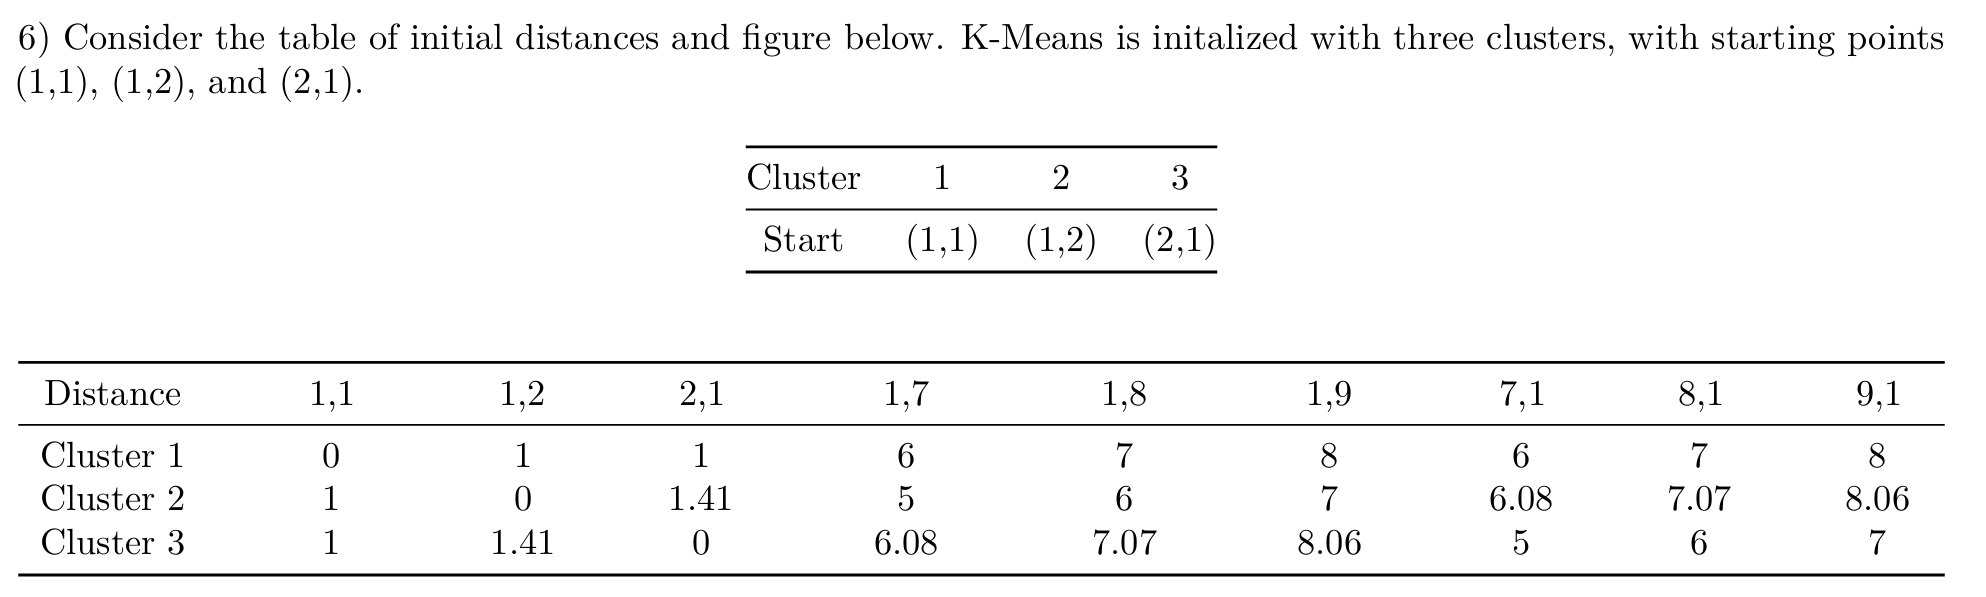 6) Consider the table of initial distances and figure below. K-Means is initalized with three clusters, with starting points
(1,1), (1,2), and (2,1).
Cluster 1 2 3
Start (1,1) (1,2) (2,1)
Distance 1,1 1,2 2,1 1,7 1,8 1,9 7,1 8,1 9,1
Cluster 1 0 1 1 6 7 8 6 7 8
Cluster 2 1 0 1.41 5 6 7 6.08 7.07 8.06
Cluster 3 1 1.41 0 6.08 7.07 8.06 5 6 7